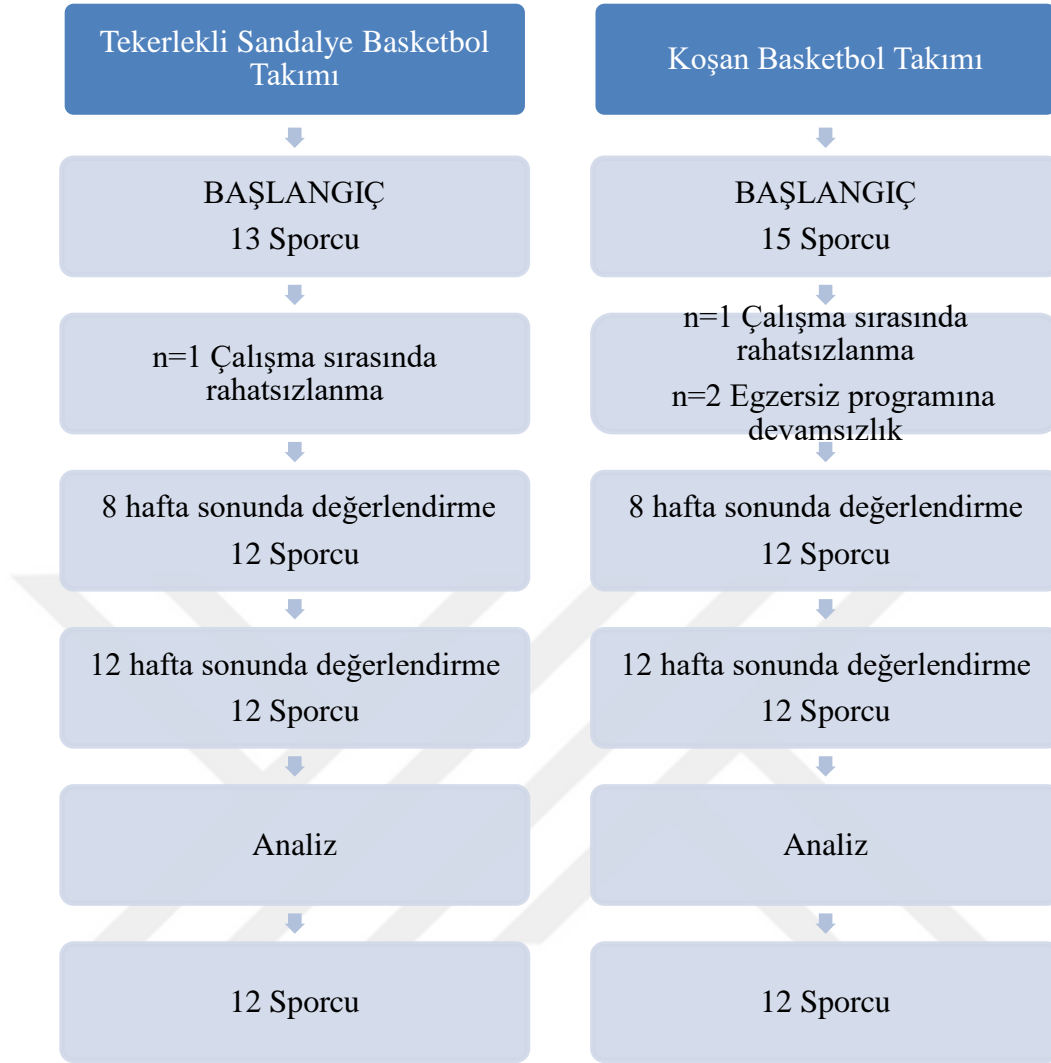 Tekerlekli Sandalye Basketbol
Takımı
BAŞLANGIÇ
13 Sporcu
n=1 Çalışma sırasında
rahatsızlanma
8 hafta sonunda değerlendirme
12 Sporcu
12 hafta sonunda değerlendirme
12 Sporcu
Analiz
12 Sporcu
Koşan Basketbol Takımı
BAŞLANGIÇ
15 Sporcu
n=1 Çalışma sırasında
rahatsızlanma
n=2 Egzersiz programına
devamsızlık
8 hafta sonunda değerlendirme
12 Sporcu
12 hafta sonunda değerlendirme
12 Sporcu
Analiz
12 Sporcu